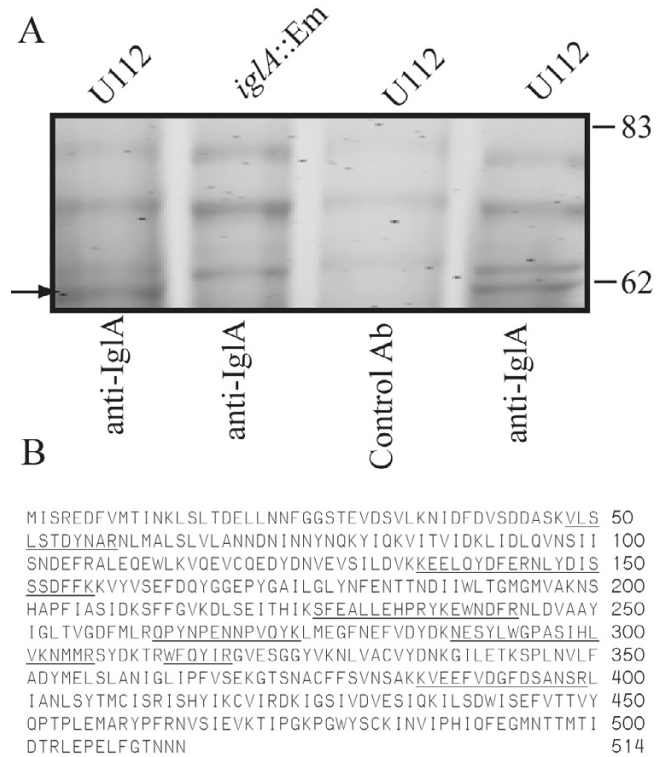 A
U112 iglA::Em U112 U112
83
62
anti-IglA anti-IglA Control Ab anti-IglA
B
MISREDFVMTINKLSLTDELLNNFGGSTEVDSVLKNIDFDVSDDASKVLS 50
LSTDYNARNLMALSLVLANNDNINNYNQKYIQKVITVIDKLIDLQVNSII 100
SNDEFRALEQEWLKVQEVCQEDYDNVEVSILDVKKEELQYDFERNLYDIS 150
SSDFFKKVYVSEFDQYGGEPYGAILGLYNFENTTNDIIWLTGMGMVAKNS 200
HAPFIASIDKSFFGVKDLSEITHIKSFEALLEHPRYKEWNDFRNLDVAAY 250
IGLTVGDFMLRQPYNPENNPVQYKLMEGFNEFVDYDKNESYLWGPASIHL 300
VKNMMRSYDKTRWFQYIRGVESGGYVKNLVACVYDNKGILETKSPLNVLF 350
ADYMELSLANIGLIPFVSEKGTSNACFFSVNSAKKVEEFVDGFDSANSRL 400
IANLSYTMCISRISHYIKCVIRDKIGSIVDVESIQKILSDWISEFVTTVY 450
QPTPLEMARYPFRNVSIEVKTIPGKPGWYSCKINVIPHIQFEGMNTTMTI 500
DTRLEPELFGTNNN 514